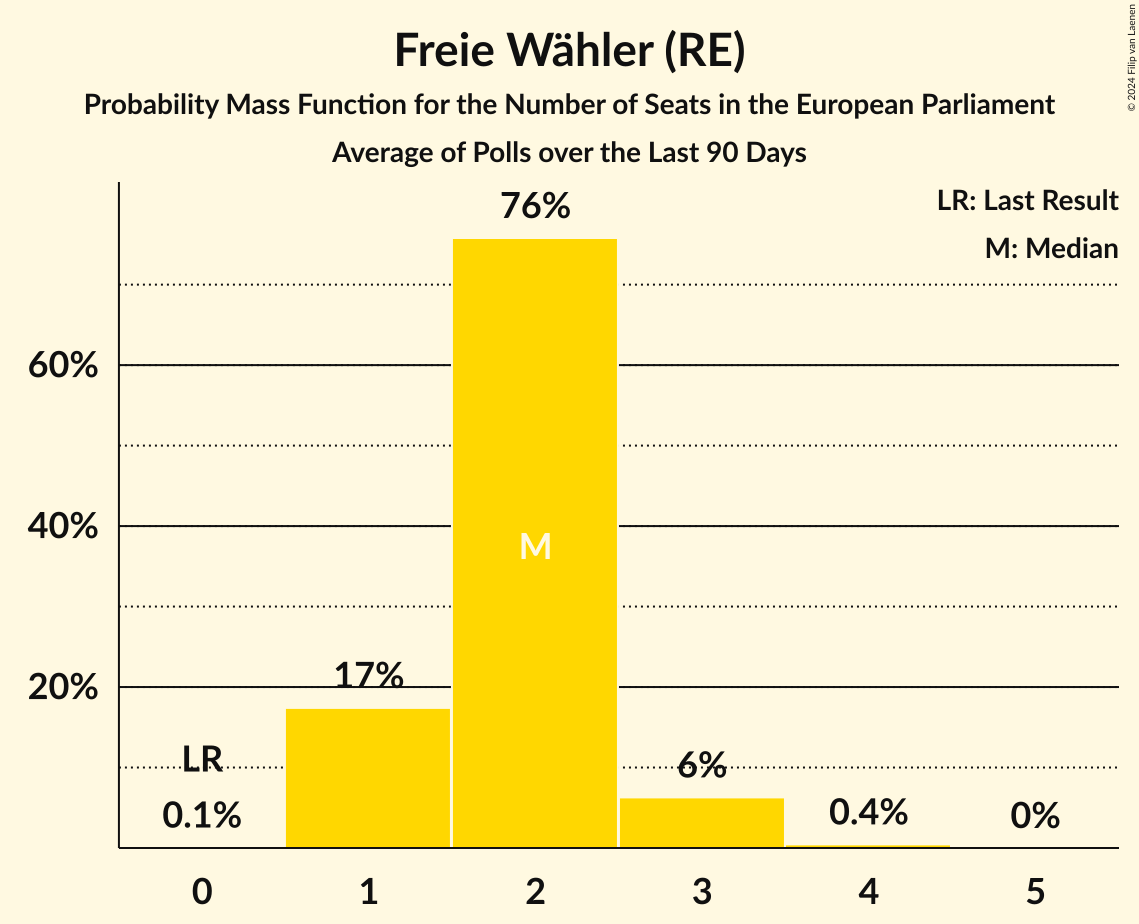 Freie Wähler (RE)
Probability Mass Function for the Number of Seats in the European Parliament
Average of Polls over the Last 90 Days
© 2024 Filip van Laenen
LR: Last Result
M: Median
76%
60%
40%
M
20%
17%
LR
6%
0.1%
0.4%
0%
0 1 2 3 4 5